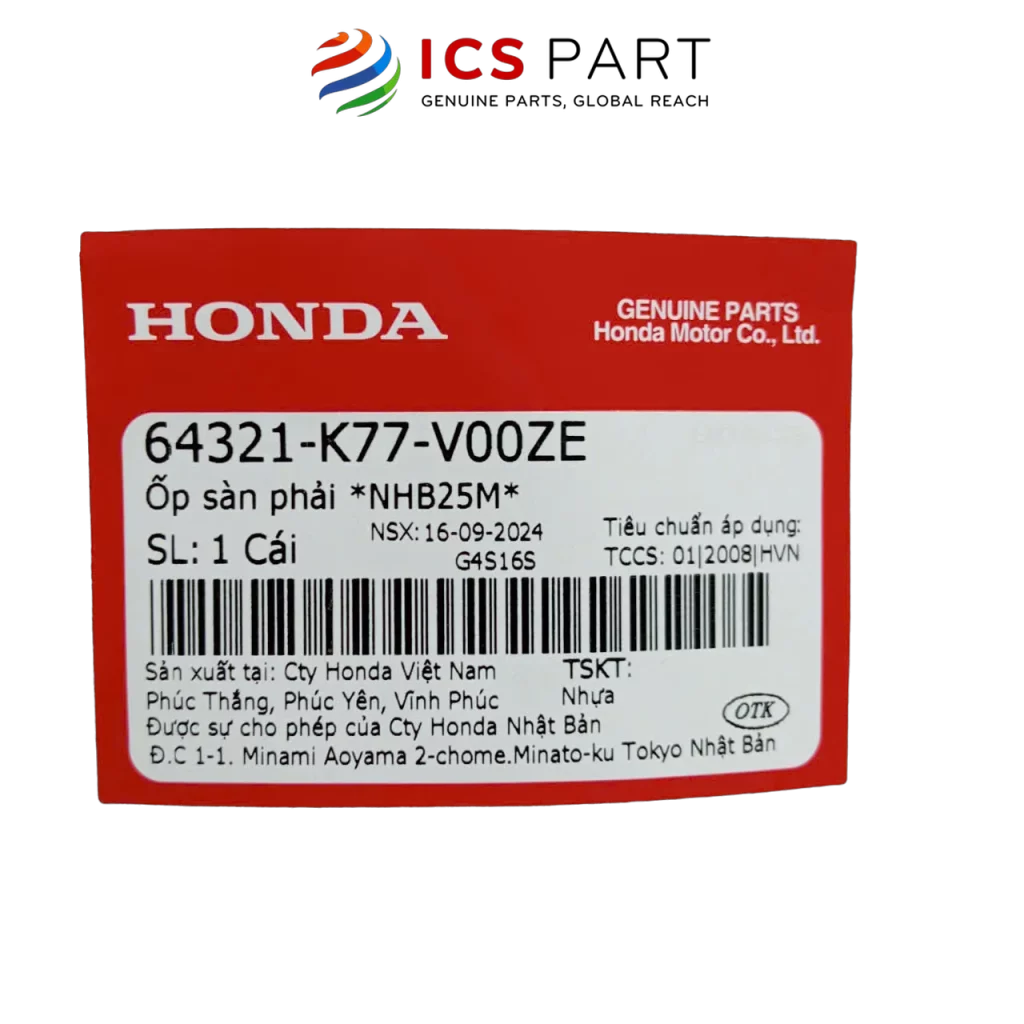 ICS PART
GENUINE PARTS, GLOBAL REACH
HONDA
GENUINE PARTS
Honda Motor Co., Ltd.
64321-K77-V00ZE
Ốp sàn phải *NHB25M*
NSX: 16-09-2024
Tiêu chuẩn áp dụng:
SL: 1 Cái
G4S16S
TCCS: 01|2008|HVN
Sản xuất tại: Cty Honda Việt Nam
TSKT:
Phúc Thắng, Phúc Yên, Vĩnh Phúc
Nhựa
Được sự cho phép của Cty Honda Nhật Bản
OTK
Đ.C 1-1. Minami Aoyama 2-chome.Minato-ku Tokyo Nhật Bản